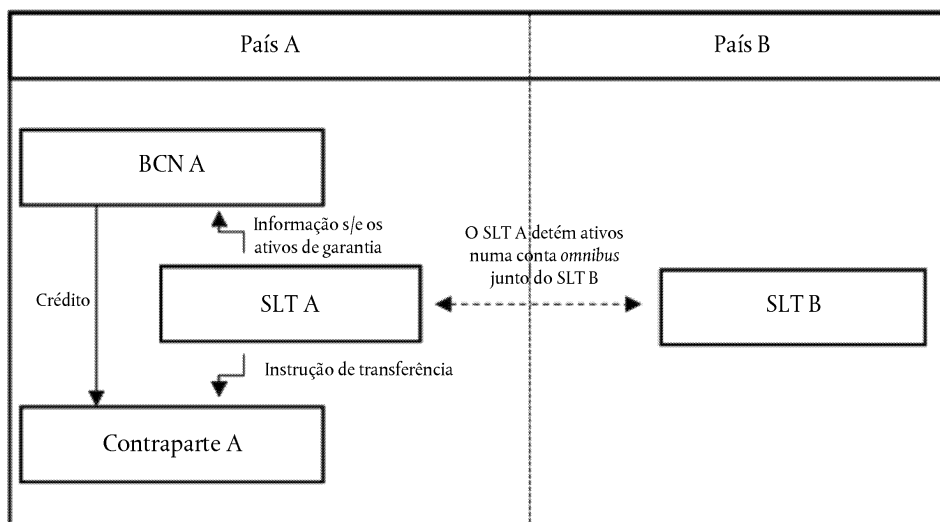 País A
País B
BCN A
Informação s/e os
ativos de garantia
O SLT A detém ativos
numa conta omnibus
junto do SLT B
Crédito
SLT A
SLT B
Instrução de transferência
Contraparte A